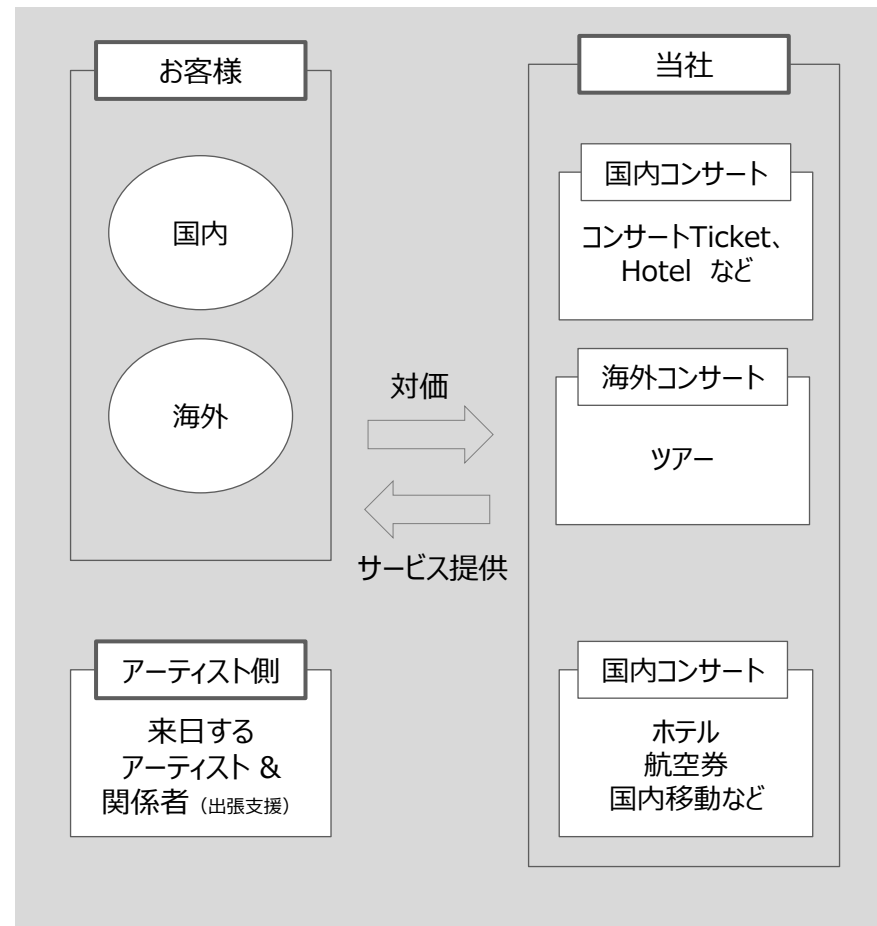 お客様
国内
海外
対価
サービス提供
アーティスト側
来日する
アーティスト &
関係者（出張支援）
当社
国内コンサート
コンサートTicket、
Hotel など
海外コンサート
ツアー
国内コンサート
ホテル
航空券
国内移動など